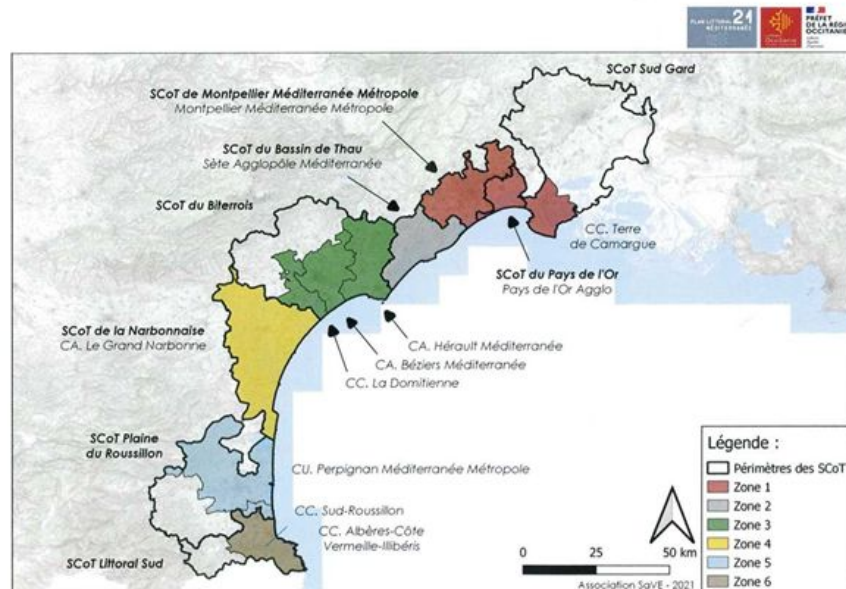 PLAN LITTORAL 21
MÉDITERRANÉE
Occitanie
PRÉFET
DE LA RÉGION
OCCITANIE
SCoT Sud Gard
SCoT de Montpellier Méditerranée Métropole
Montpellier Méditerranée Métropole
SCoT du Bassin de Thau
Sète Agglopôle Méditerranée
SCoT du Biterrois
CC. Terre
de Camargue
SCoT du Pays de l'Or
Pays de l'Or Agglo
SCoT de la Narbonnaise
CA. Le Grand Narbonne
CA. Hérault Méditerranée
CA. Béziers Méditerranée
CC. La Domitienne
SCoT Plaine
du Roussillon
CU. Perpignan Méditerranée Métropole
CC. Sud-Roussillon
CC. Albères-Côte
Vermeille-Illibéris
SCoT Littoral Sud
Légende :
Périmètres des SCoT
Zone 1
Zone 2
Zone 3
Zone 4
Zone 5
Zone 6
0 25 50 km
Association SaVE - 2021